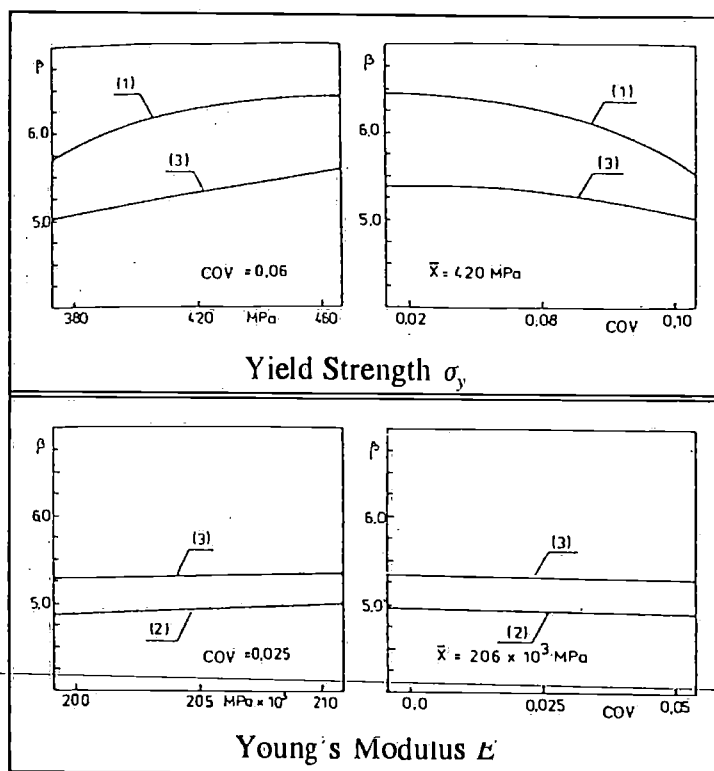 β
(1)
6.0
(3)
5.0
COV = 0.06
380
420
MPa
460
β
(1)
6.0
(3)
5.0
X̄ = 420 MPa
0.02
0.08
COV
0.10
Yield Strength σy
β
6.0
(3)
5.0
(2)
COV = 0,025
200
205
MPa × 10³
210
β
6.0
(3)
5.0
(2)
X̄ = 206 × 10³ MPa
0.0
0.025
COV
0,05
Young's Modulus E